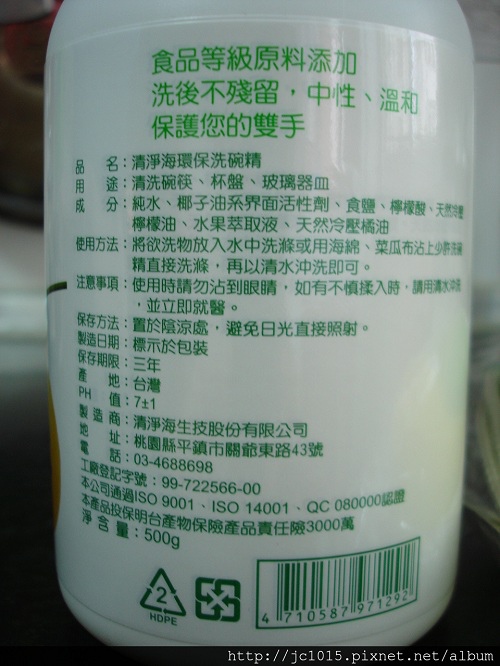 食品等級原料添加
洗後不殘留，中性、溫和
保護您的雙手
品　名：清淨海環保洗碗精
用　途：清洗碗筷、杯盤、玻璃器皿
成　分：純水、椰子油系界面活性劑、食鹽、檸檬酸、天然冷壓
檸檬油、水果萃取液、天然冷壓橘油
使用方法：將欲洗物放入水中洗滌或用海綿、菜瓜布沾上少許洗碗
精直接洗滌，再以清水沖洗即可。
注意事項：使用時請勿沾到眼睛，如有不慎揉入時，請用清水沖洗
，並立即就醫。
保存方法：置於陰涼處，避免日光直接照射。
製造日期：標示於包裝
保存期限：三年
產　地：台灣
PH　值：7±1
製造商：清淨海生技股份有限公司
地　址：桃園縣平鎮市關爺東路43號
電　話：03-4688698
工廠登記字號：99-722566-00
本公司通過ISO 9001、ISO 14001、QC 080000認證
本產品投保明台產物保險產品責任險3000萬
淨含量：500g
2
HDPE
4 710587 971292
http://jc1015.pixnet.net/album